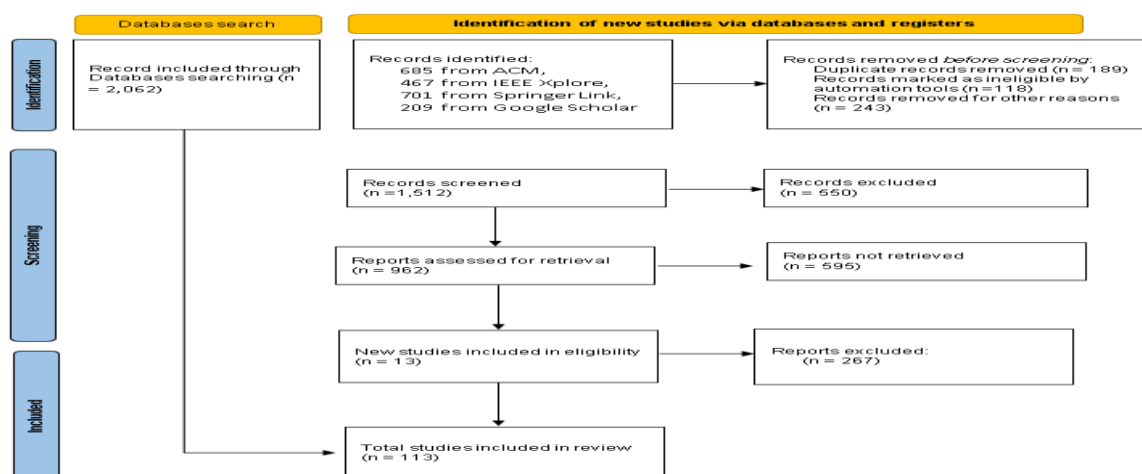 Databases search
Identification of new studies via databases and registers
Identification
Record included through
Databases searching (n
= 2,062)
Records identified:
685 from ACM,
467 from IEEE Xplore,
701 from Springer Link,
209 from Google Scholar
Records removed before screening:
Duplicate records removed (n = 189)
Records marked as ineligible by
automation tools (n =118)
Records removed for other reasons
(n = 243)
Screening
Records screened
(n =1,512)
Records excluded
(n = 550)
Reports assessed for retrieval
(n = 962)
Reports not retrieved
(n = 595)
New studies included in eligibility
(n = 13)
Reports excluded:
(n = 267)
Included
Total studies included in review
(n = 113)